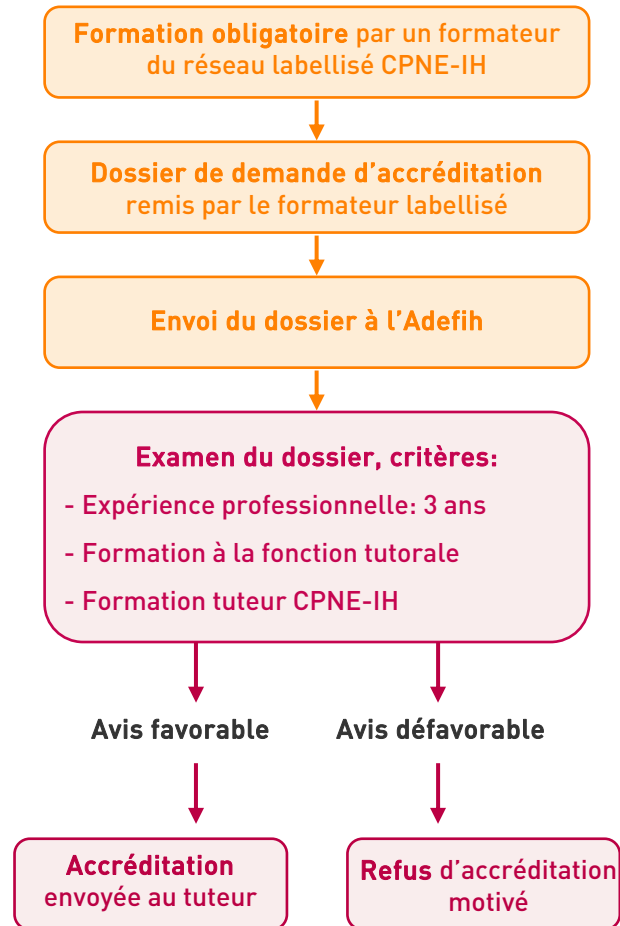 Formation obligatoire par un formateur
du réseau labellisé CPNE-IH
Dossier de demande d'accréditation
remis par le formateur labellisé
Envoi du dossier à l'Adefih
Examen du dossier, critères:
- Expérience professionnelle: 3 ans
- Formation à la fonction tutorale
- Formation tuteur CPNE-IH
Avis favorable
Avis défavorable
Accréditation
envoyée au tuteur
Refus d'accréditation
motivé